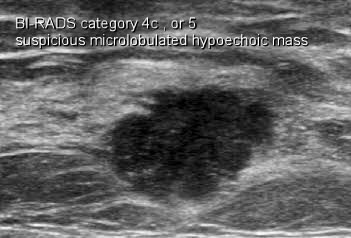 BI-RADS category 4c , or 5
suspicious microlobulated hypoechoic mass